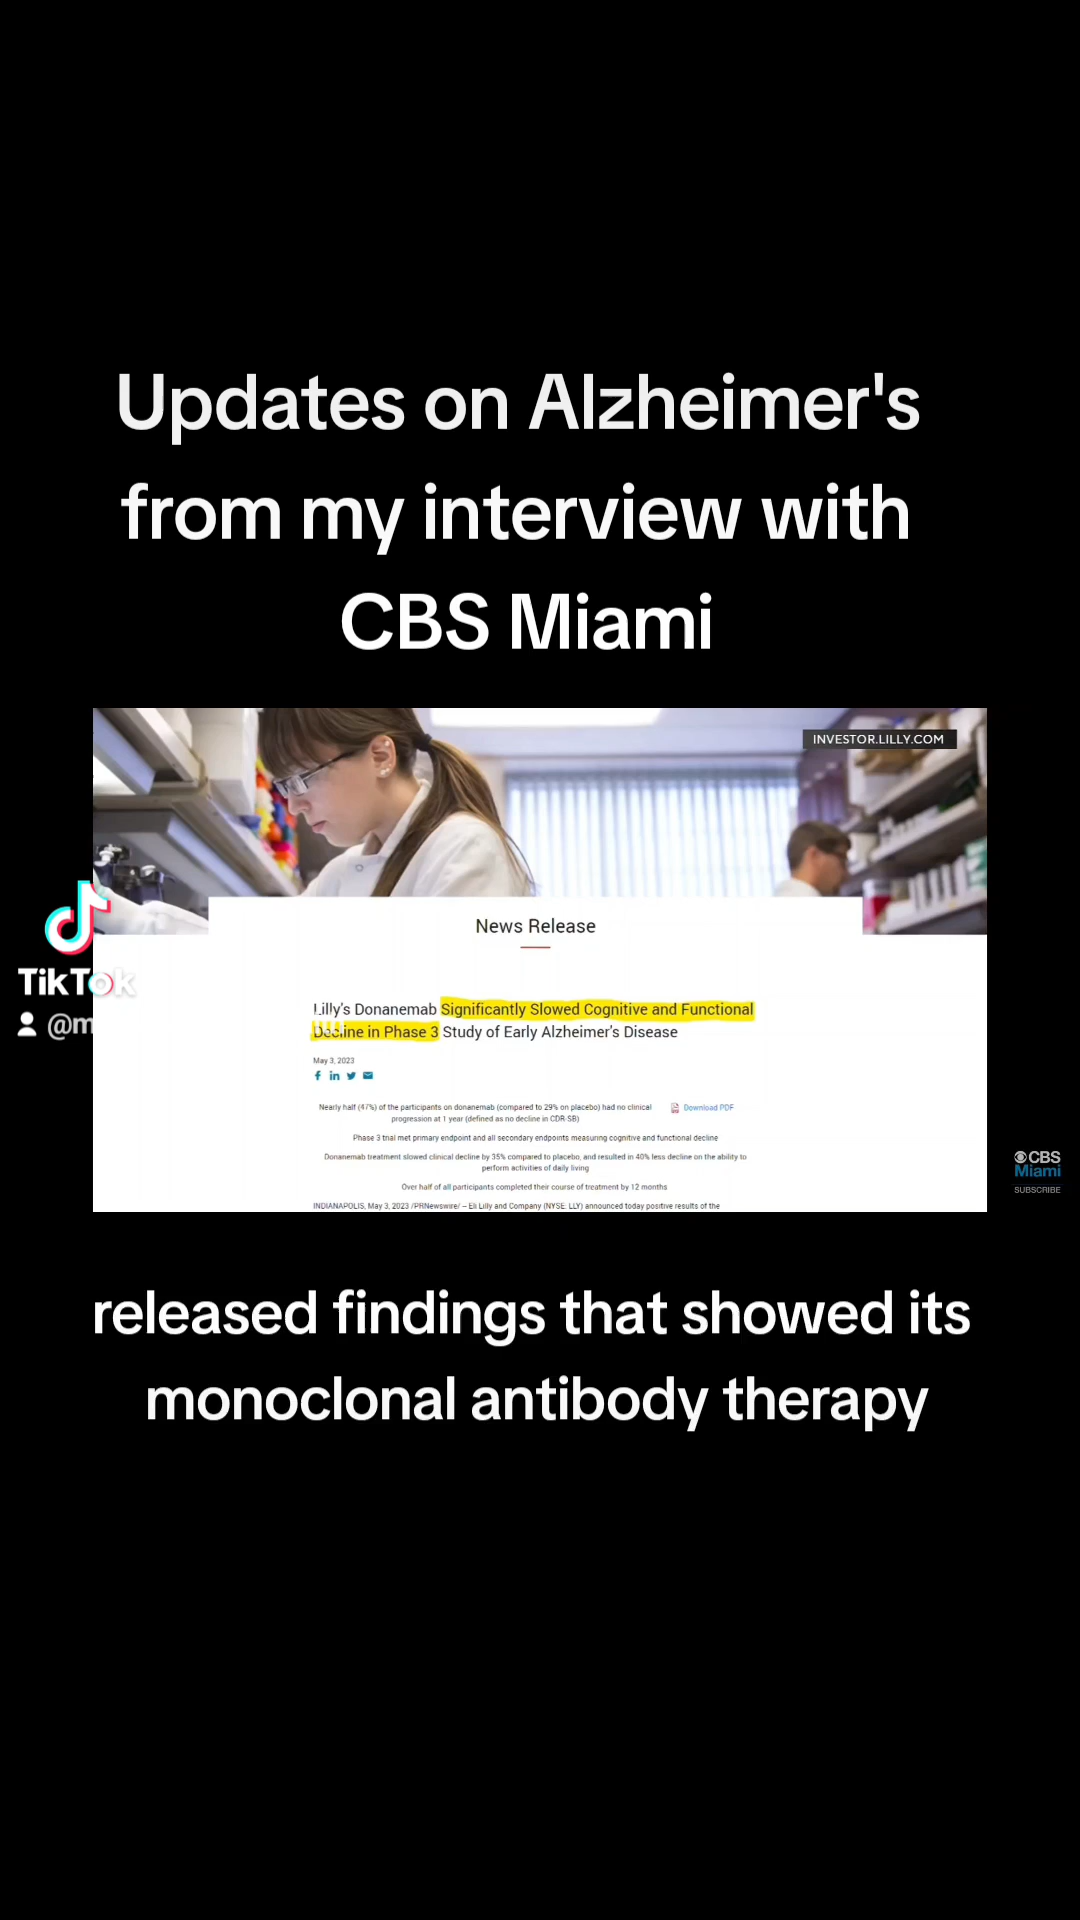 Updates on Alzheimer's
from my interview with
CBS Miami
INVESTOR.LILLY.COM
News Release
TikTok
@m
Lilly's Donanemab Significantly Slowed Cognitive and Functional
Decline in Phase 3 Study of Early Alzheimer's Disease
May 3, 2023
Nearly half (47%) of the participants on donanemab (compared to 29% on placebo) had no clinical
progression at 1 year (defined as no decline in CDR-SB)
Download PDF
Phase 3 trial met primary endpoint and all secondary endpoints measuring cognitive and functional decline
Donanemab treatment slowed clinical decline by 35% compared to placebo, and resulted in 40% less decline on the ability to
perform activities of daily living
Over half of all participants completed their course of treatment by 12 months
INDIANAPOLIS, May 3, 2023 /PRNewswire/ -- Eli Lilly and Company (NYSE: LLY) announced today positive results of the
CBS
Miami
SUBSCRIBE
released findings that showed its
monoclonal antibody therapy